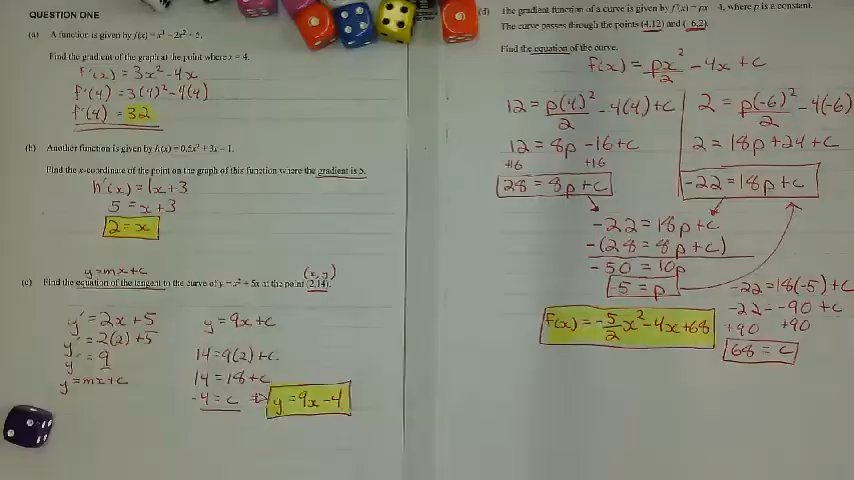 QUESTION ONE
(a) A function is given by f(x) = x³ - 2x² - 5.
Find the gradient of the graph at the point where x = 4.
f'(x) = 3x² - 4x
f'(4) = 3(4)² - 4(4)
f'(4) = 32
(b) Another function is given by h(x) = 0.5x² + 3x - 1.
Find the x-coordinate of the point on the graph of this function where the gradient is 5.
h'(x) = 1x + 3
5 = x + 3
2 = x
y = mx + c
(x, y)
(c) Find the equation of the tangent to the curve of y = x² + 5x at the point (2,14).
y' = 2x + 5
y' = 2(2) + 5
y' = 9
y = mx + c
y = 9x + c
14 = 9(2) + c
14 = 18 + c
-4 = c ⇒ y = 9x - 4
(d) The gradient function of a curve is given by f'(x) = px - 4, where p is a constant.
The curve passes through the points (4,12) and (-6,2).
Find the equation of the curve.
f(x) = px²/2 - 4x + c
12 = p(4)²/2 - 4(4) + c
12 = 8p - 16 + c
+16 +16
28 = 8p + c
2 = p(-6)²/2 - 4(-6)
2 = 18p + 24 + c
-22 = 18p + c
-22 = 18p + c
-(28 = 8p + c)
-50 = 10p
-5 = p
-22 = 18(-5) + c
-22 = -90 + c
+90 +90
68 = c
f(x) = -5/2 x² - 4x + 68